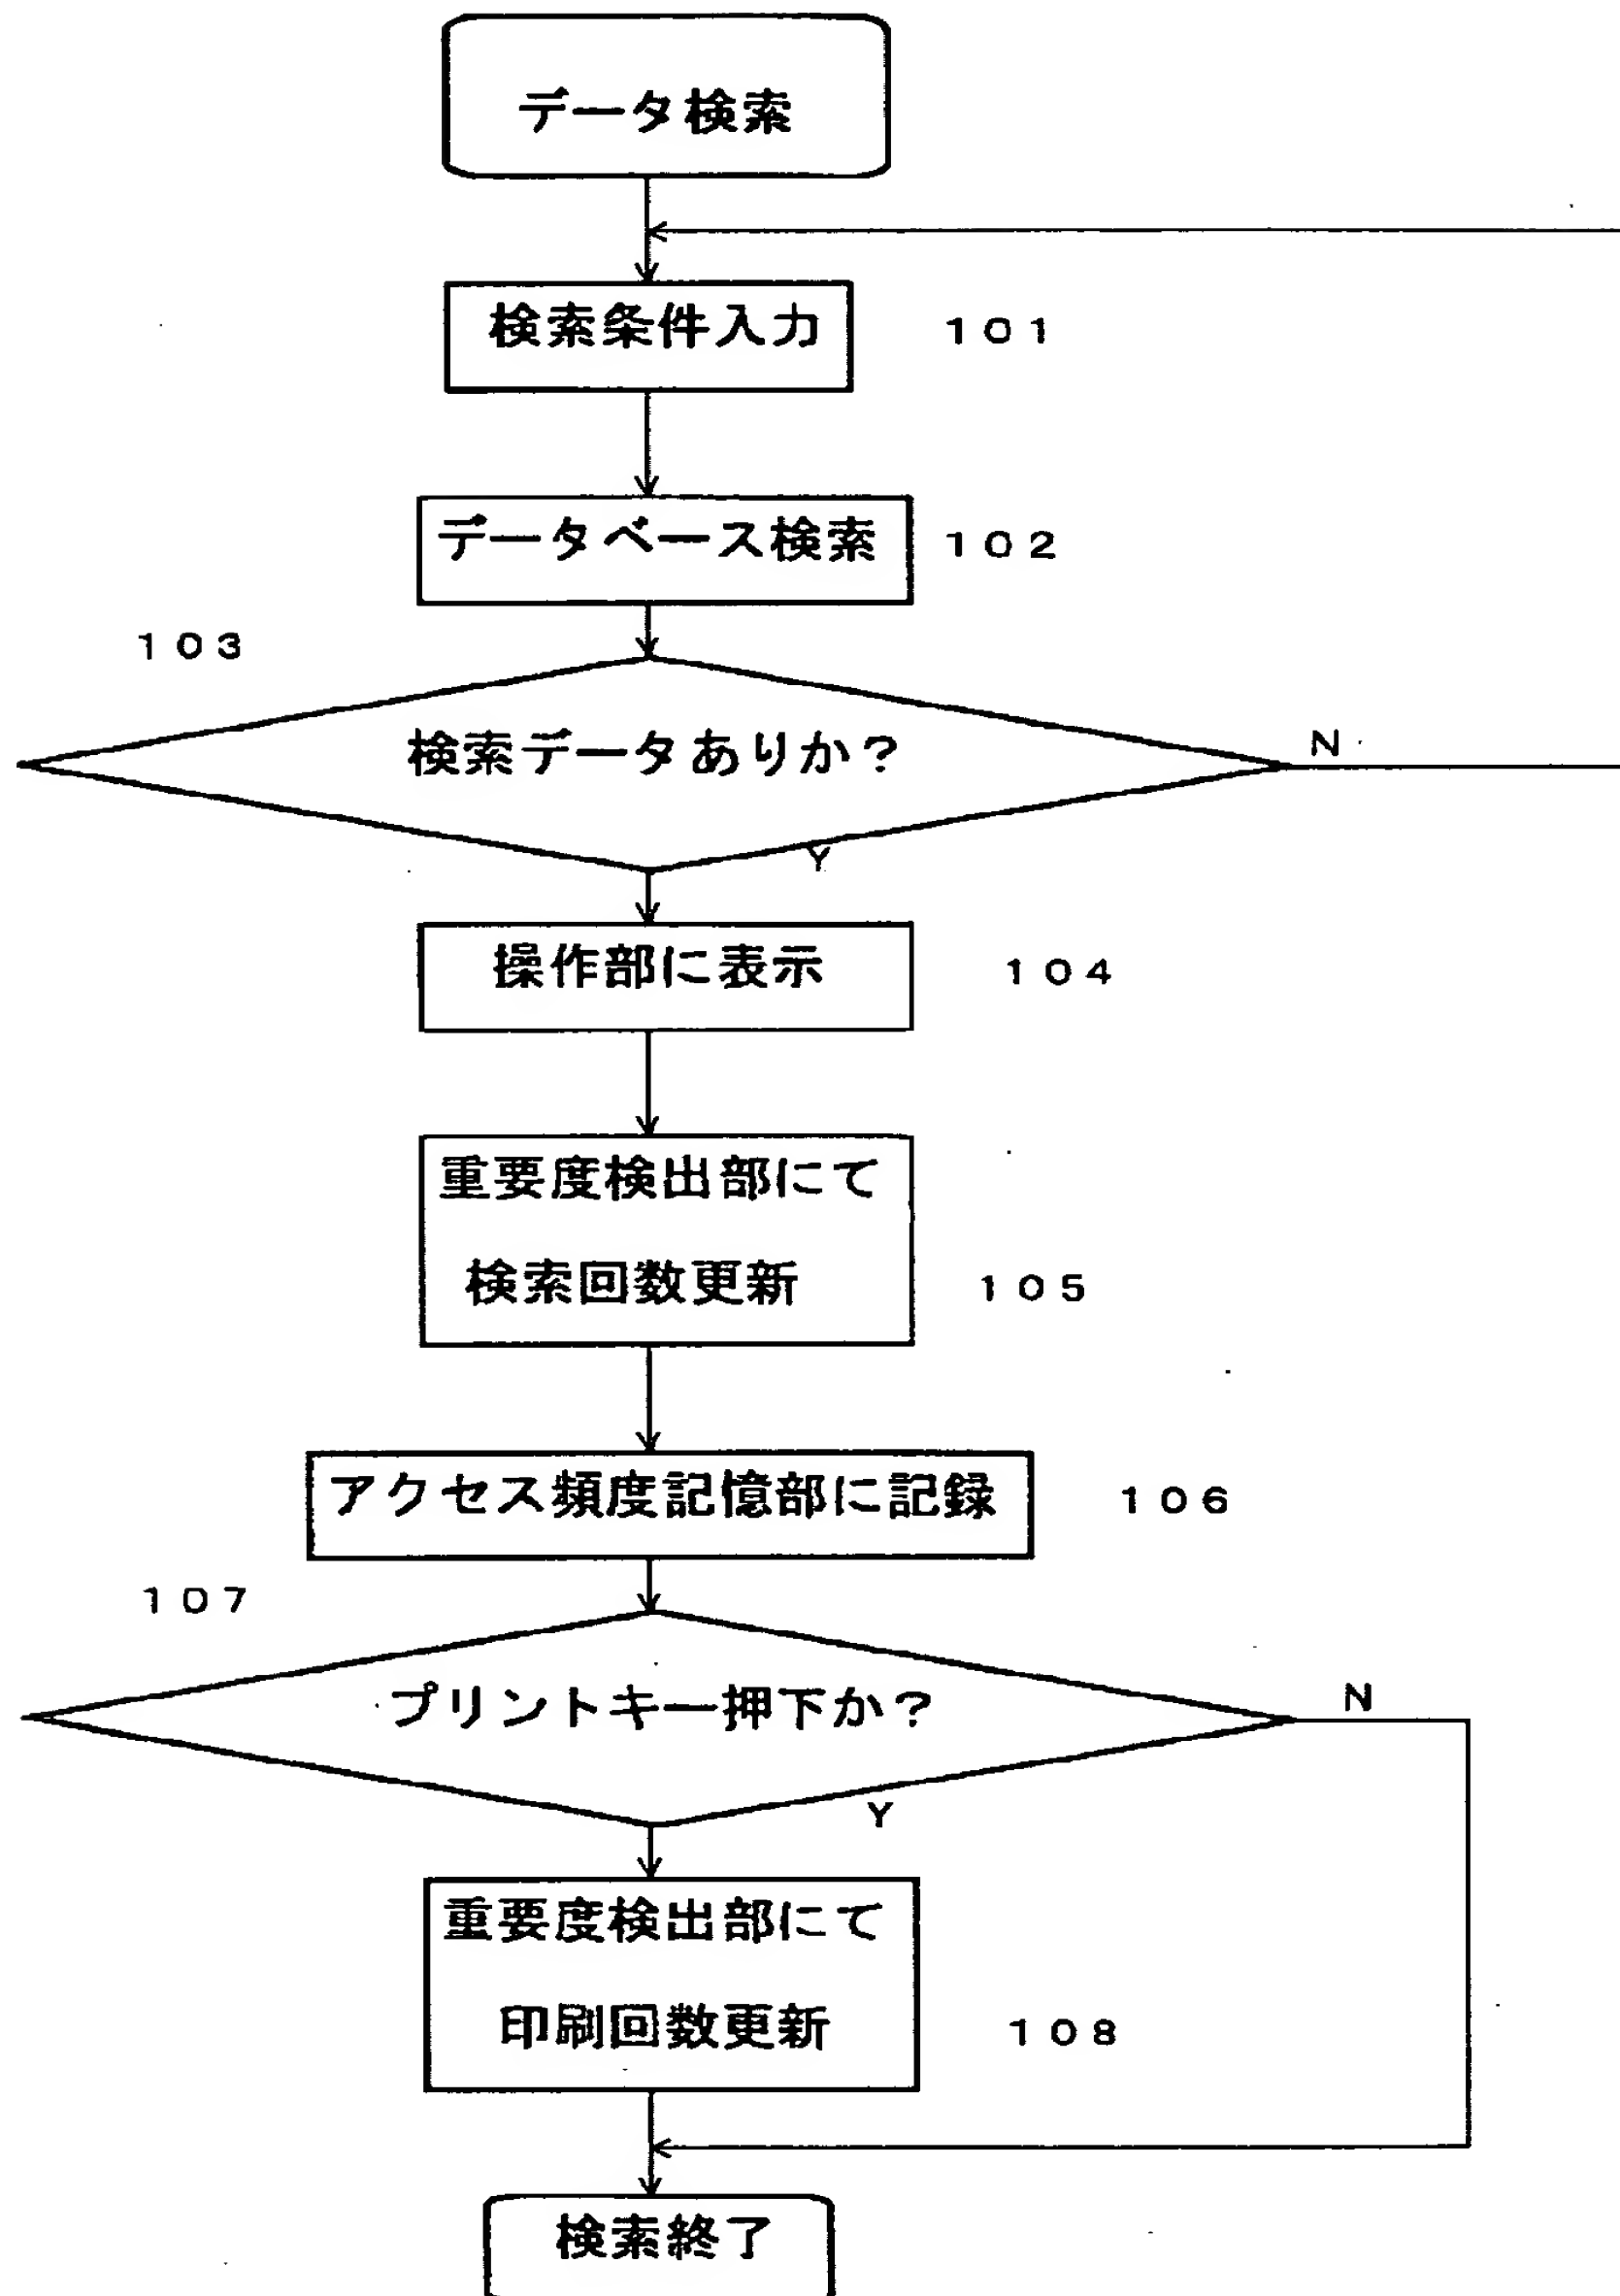 データ検索
検索条件入力 １０１
データベース検索 １０２
１０３
検索データありか？ Ｎ
Ｙ
操作部に表示 １０４
重要度検出部にて
検索回数更新 １０５
アクセス頻度記憶部に記録 １０６
１０７
プリントキー押下か？ Ｎ
Ｙ
重要度検出部にて
印刷回数更新 １０８
検索終了